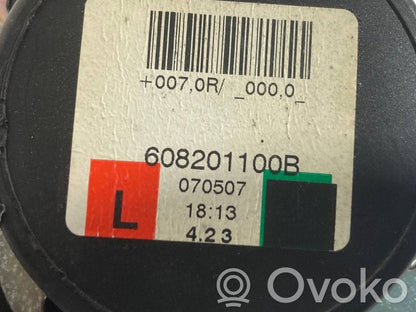 +007,0R/ _000,0_
608201100B
070507
L
18:13
4.23
Ovoko